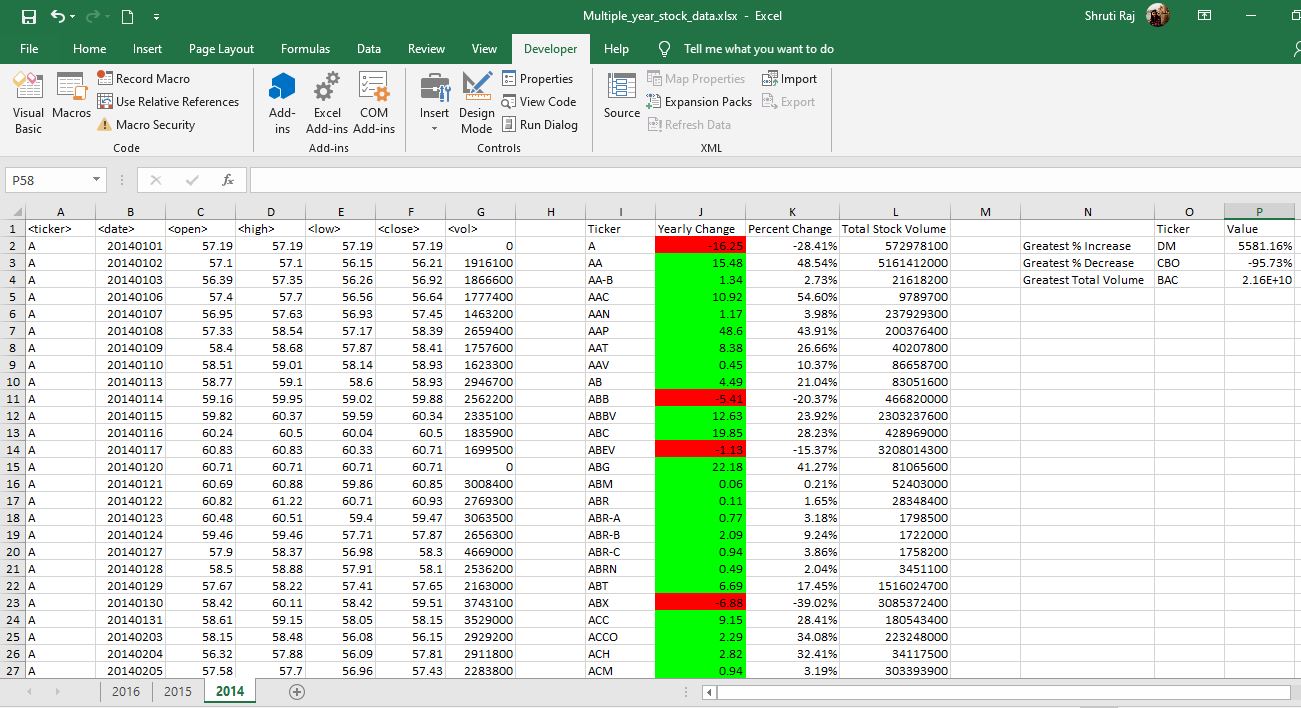 Multiple_year_stock_data.xlsx - Excel
Shruti Raj
File Home Insert Page Layout Formulas Data Review View Developer Help Tell me what you want to do
Visual Basic
Macros
Record Macro
Use Relative References
Macro Security
Code
Add-ins
Excel Add-ins
COM Add-ins
Add-ins
Insert
Design Mode
Properties
View Code
Run Dialog
Controls
Source
Map Properties
Expansion Packs
Refresh Data
Import
Export
XML
P58 fx
A B C D E F G H I J K L M N O P
1 <ticker> <date> <open> <high> <low> <close> <vol> Ticker Yearly Change Percent Change Total Stock Volume Ticker Value
2 A 20140101 57.19 57.19 57.19 57.19 0 A -16.25 -28.41% 572978100 Greatest % Increase DM 5581.16%
3 A 20140102 57.1 57.1 56.15 56.21 1916100 AA 15.48 48.54% 5161412000 Greatest % Decrease CBO -95.73%
4 A 20140103 56.39 57.35 56.26 56.92 1866600 AA-B 1.34 2.73% 21618200 Greatest Total Volume BAC 2.16E+10
5 A 20140106 57.4 57.7 56.56 56.64 1777400 AAC 10.92 54.60% 9789700
6 A 20140107 56.95 57.63 56.93 57.45 1463200 AAN 1.17 3.98% 237929300
7 A 20140108 57.33 58.54 57.17 58.39 2659400 AAP 48.6 43.91% 200376400
8 A 20140109 58.4 58.68 57.87 58.41 1757600 AAT 8.38 26.66% 40207800
9 A 20140110 58.51 59.01 58.14 58.93 1623300 AAV 0.45 10.37% 86658700
10 A 20140113 58.77 59.1 58.6 58.93 2946700 AB 4.49 21.04% 83051600
11 A 20140114 59.16 59.95 59.02 59.88 2562200 ABB -5.41 -20.37% 466820000
12 A 20140115 59.82 60.37 59.59 60.34 2335100 ABBV 12.63 23.92% 2303237600
13 A 20140116 60.24 60.5 60.04 60.5 1835900 ABC 19.85 28.23% 428969000
14 A 20140117 60.83 60.83 60.33 60.71 1699500 ABEV -1.13 -15.37% 3208014300
15 A 20140120 60.71 60.71 60.71 60.71 0 ABG 22.18 41.27% 81065600
16 A 20140121 60.69 60.88 59.86 60.85 3008400 ABM 0.06 0.21% 52403000
17 A 20140122 60.82 61.22 60.71 60.93 2769300 ABR 0.11 1.65% 28348400
18 A 20140123 60.48 60.51 59.4 59.47 3063500 ABR-A 0.77 3.18% 1798500
19 A 20140124 59.46 59.46 57.71 57.87 2656300 ABR-B 2.09 9.24% 1722000
20 A 20140127 57.9 58.37 56.98 58.3 4669000 ABR-C 0.94 3.86% 1758200
21 A 20140128 58.5 58.88 57.91 58.1 2536200 ABRN 0.49 2.04% 3451100
22 A 20140129 57.67 58.22 57.41 57.65 2163000 ABT 6.69 17.45% 1516024700
23 A 20140130 58.42 60.11 58.42 59.51 3743100 ABX -6.88 -39.02% 3085372400
24 A 20140131 58.61 59.15 58.05 58.15 3529000 ACC 9.15 28.41% 180543400
25 A 20140203 58.15 58.48 56.08 56.15 2929200 ACCO 2.29 34.08% 223248000
26 A 20140204 56.32 57.88 56.09 57.81 2911800 ACH 2.82 32.41% 34117500
27 A 20140205 57.58 57.7 56.96 57.43 2283800 ACM 0.94 3.19% 303393900
2016 2015 2014